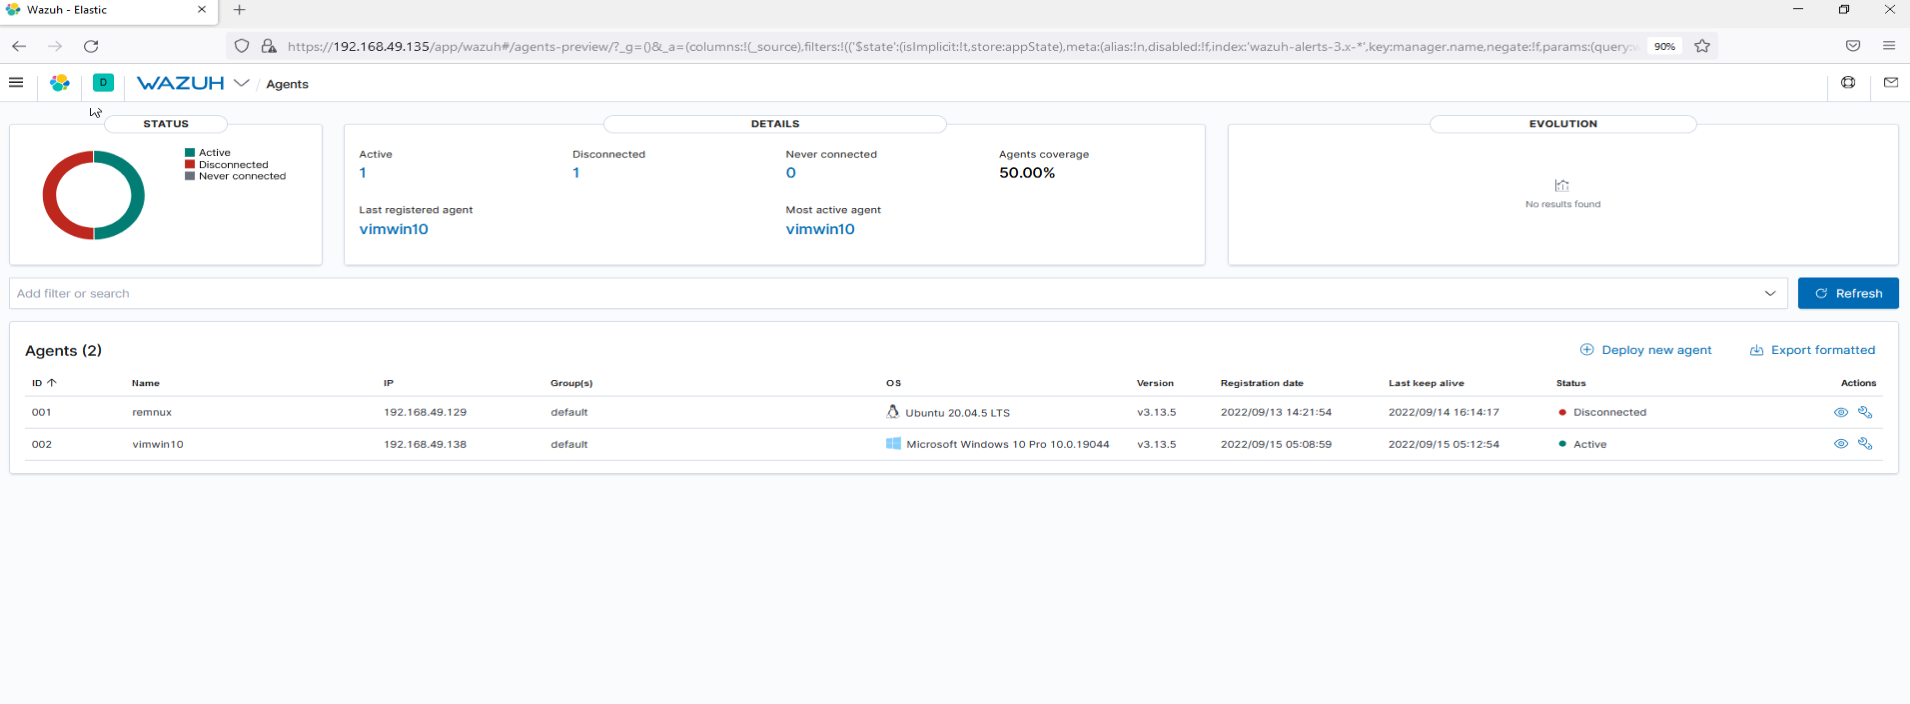 Wazuh - Elastic
https://192.168.49.135/app/wazuh#/agents-preview/?_g=()&_a=(columns:!(_source),filters:!(('$state':(isImplicit:!t,store:appState),meta:(alias:!n,disabled:!f,index:'wazuh-alerts-3.x-*',key:manager.name,negate:!f,params:(query:
90%
D
WAZUH / Agents
STATUS
Active
Disconnected
Never connected
DETAILS
Active Disconnected Never connected Agents coverage
1 1 0 50.00%
Last registered agent Most active agent
vimwin10 vimwin10
EVOLUTION
No results found
Add filter or search
Refresh
Agents (2) Deploy new agent Export formatted
ID Name IP Group(s) OS Version Registration date Last keep alive Status Actions
001 remnux 192.168.49.129 default Ubuntu 20.04.5 LTS v3.13.5 2022/09/13 14:21:54 2022/09/14 16:14:17 Disconnected
002 vimwin10 192.168.49.138 default Microsoft Windows 10 Pro 10.0.19044 v3.13.5 2022/09/15 05:08:59 2022/09/15 05:12:54 Active